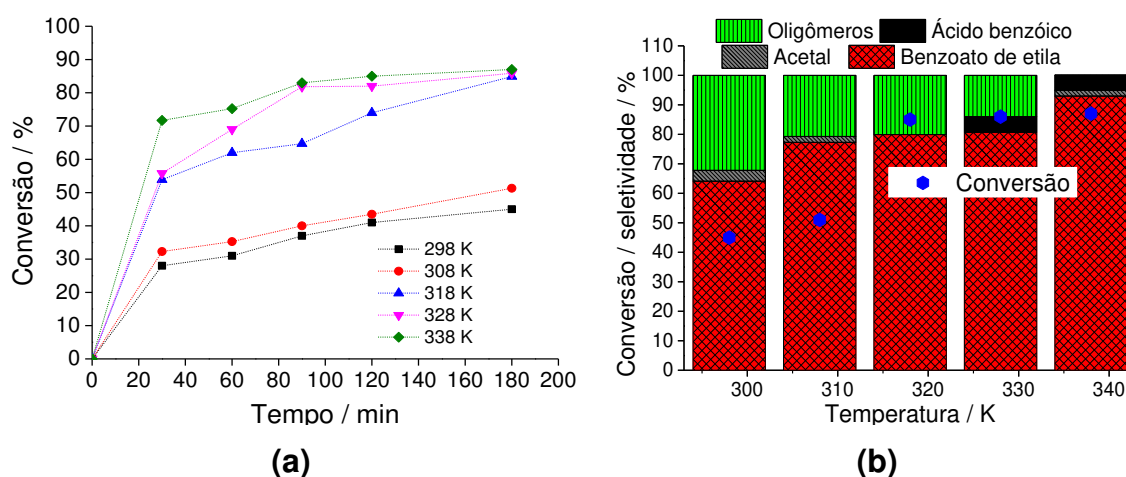 100
90
80
70
60
50
40
30
20
10
0
Conversão / %
298 K
308 K
318 K
328 K
338 K
0 20 40 60 80 100 120 140 160 180 200
Tempo / min
(a)
Oligômeros Ácido benzóico
Acetal Benzoato de etila
110
100
90
80
70
60
50
40
30
20
10
0
Conversão / seletividade / %
Conversão
300 310 320 330 340
Temperatura / K
(b)